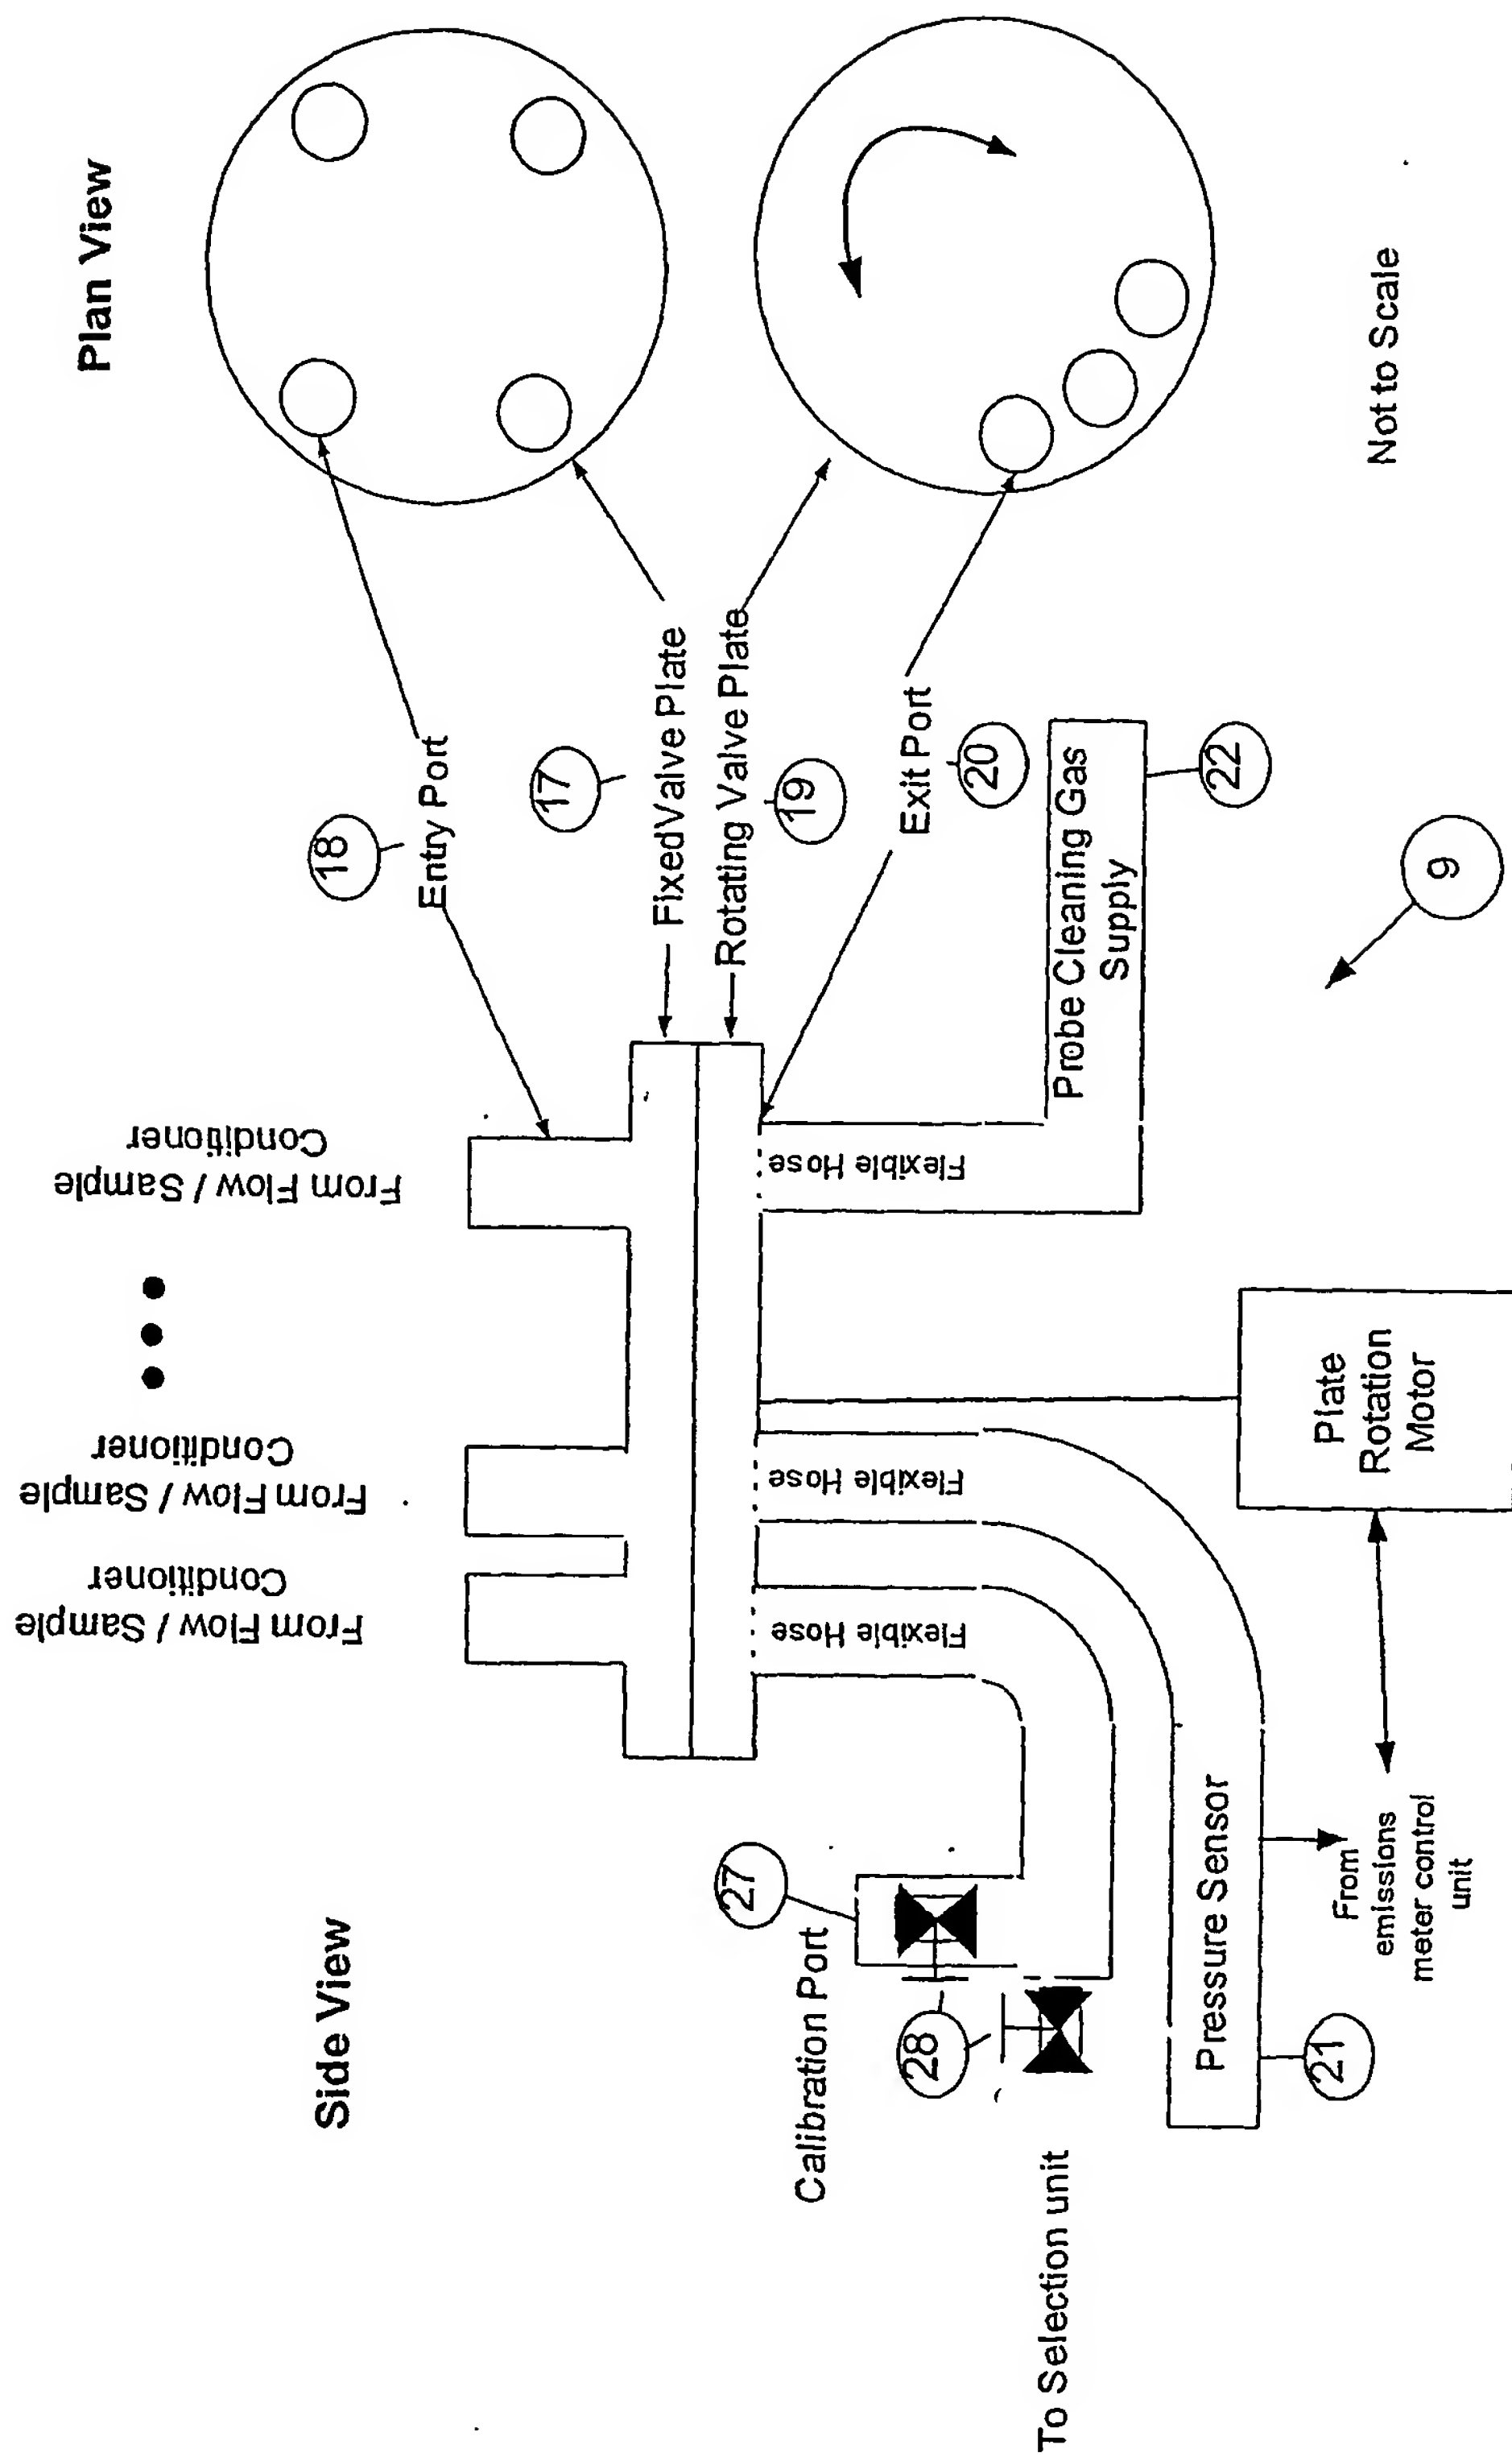 Side View
Plan View
From Flow / Sample
Conditioner
From Flow / Sample
Conditioner
From Flow / Sample
Conditioner
18
Entry Port
17
FixedValve Plate
Rotating Valve Plate
19
Exit Port
20
Flexible Hose
Flexible Hose
Flexible Hose
Probe Cleaning Gas
Supply
22
27
Calibration Port
28
To Selection unit
Pressure Sensor
21
From
emissions
meter control
unit
Plate
Rotation
Motor
9
Not to Scale